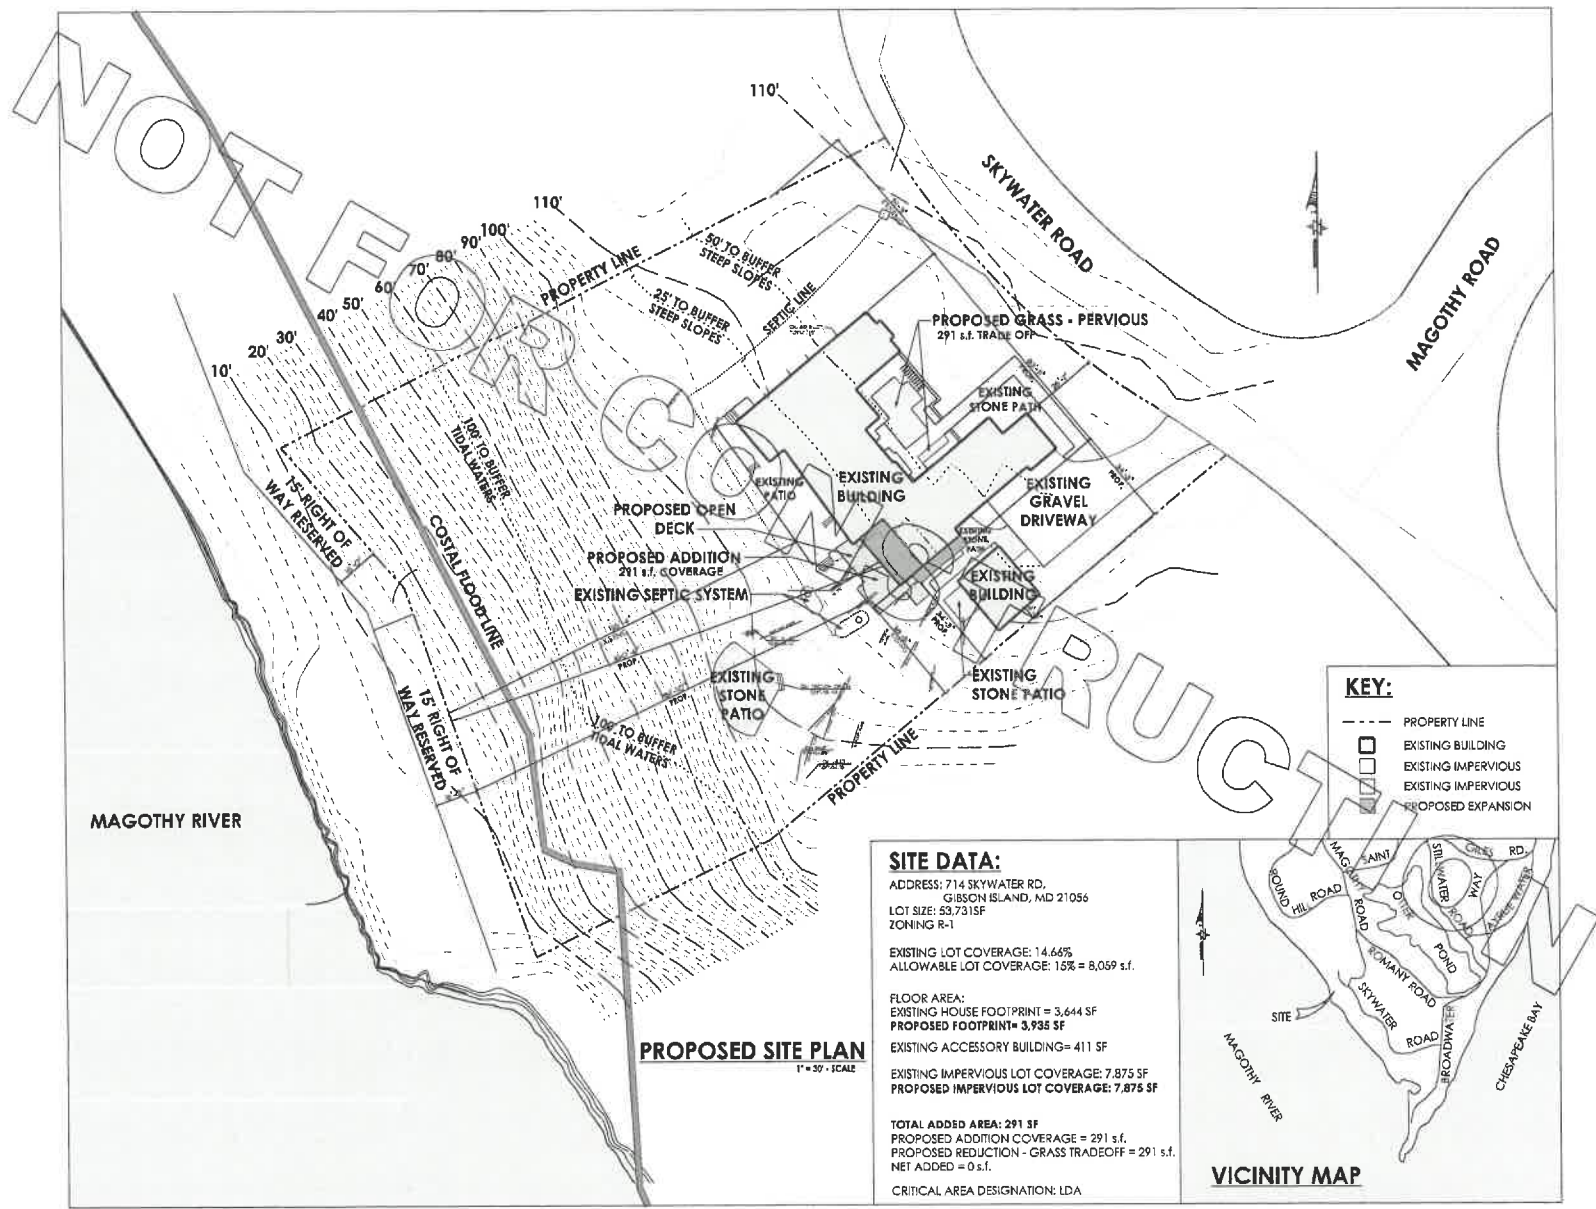 NOT FOR CONSTRUCTION
110'
SKYWATER ROAD
MAGOTHY ROAD
110'
100'
90'
80'
70'
60'
50'
40'
30'
20'
10'
PROPERTY LINE
50' TO BUFFER
STEEP SLOPES
25' TO BUFFER
STEEP SLOPES
SEPTIC LINE
PROPOSED GRASS - PERVIOUS
291 s.f. TRADE OFF
EXISTING
STONE PATH
100' TO BUFFER
TIDAL WATERS
EXISTING
PATIO
EXISTING
BUILDING
EXISTING
GRAVEL
DRIVEWAY
PROP.
15' RIGHT OF
WAY RESERVED
COSTAL FLOOD LINE
PROPOSED OPEN
DECK
EXISTING
STONE
PATH
PROPOSED ADDITION
291 s.f. COVERAGE
EXISTING SEPTIC SYSTEM
EXISTING
BUILDING
PROP.
PROP.
PROP.
EXISTING
STONE
PATIO
EXISTING
STONE PATIO
15' RIGHT OF
WAY RESERVED
100' TO BUFFER
TIDAL WATERS
PROPERTY LINE
MAGOTHY RIVER
KEY:
PROPERTY LINE
EXISTING BUILDING
EXISTING IMPERVIOUS
EXISTING IMPERVIOUS
PROPOSED EXPANSION
PROPOSED SITE PLAN
1" = 30' - SCALE
SITE DATA:
ADDRESS: 714 SKYWATER RD,
GIBSON ISLAND, MD 21056
LOT SIZE: 53,731SF
ZONING R-1
EXISTING LOT COVERAGE: 14.66%
ALLOWABLE LOT COVERAGE: 15% = 8,059 s.f.
FLOOR AREA:
EXISTING HOUSE FOOTPRINT = 3,644 SF
PROPOSED FOOTPRINT= 3,935 SF
EXISTING ACCESSORY BUILDING= 411 SF
EXISTING IMPERVIOUS LOT COVERAGE: 7,875 SF
PROPOSED IMPERVIOUS LOT COVERAGE: 7,875 SF
TOTAL ADDED AREA: 291 SF
PROPOSED ADDITION COVERAGE = 291 s.f.
PROPOSED REDUCTION - GRASS TRADEOFF = 291 s.f.
NET ADDED = 0 s.f.
CRITICAL AREA DESIGNATION: LDA
ROUND
HILL ROAD
MAGOTHY
ROAD
SAINT
GILES RD.
STILLWATER
ROAD
WAY
OTTER
POND
ROMANY ROAD
SKYWATER
ROAD
BROADWATER
SITE
MAGOTHY RIVER
CHESAPEAKE BAY
VICINITY MAP